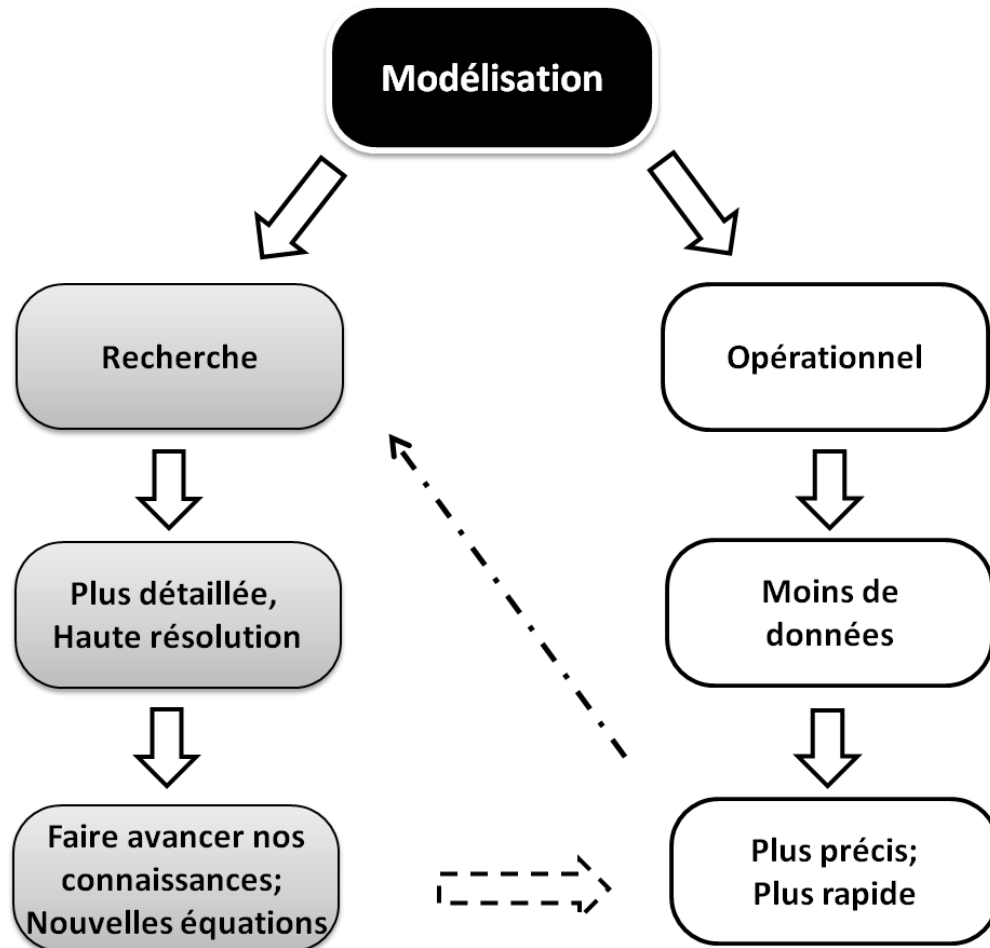 Modélisation
Recherche
Opérationnel
Plus détaillée,
Haute résolution
Moins de
données
Faire avancer nos
connaissances;
Nouvelles équations
Plus précis;
Plus rapide